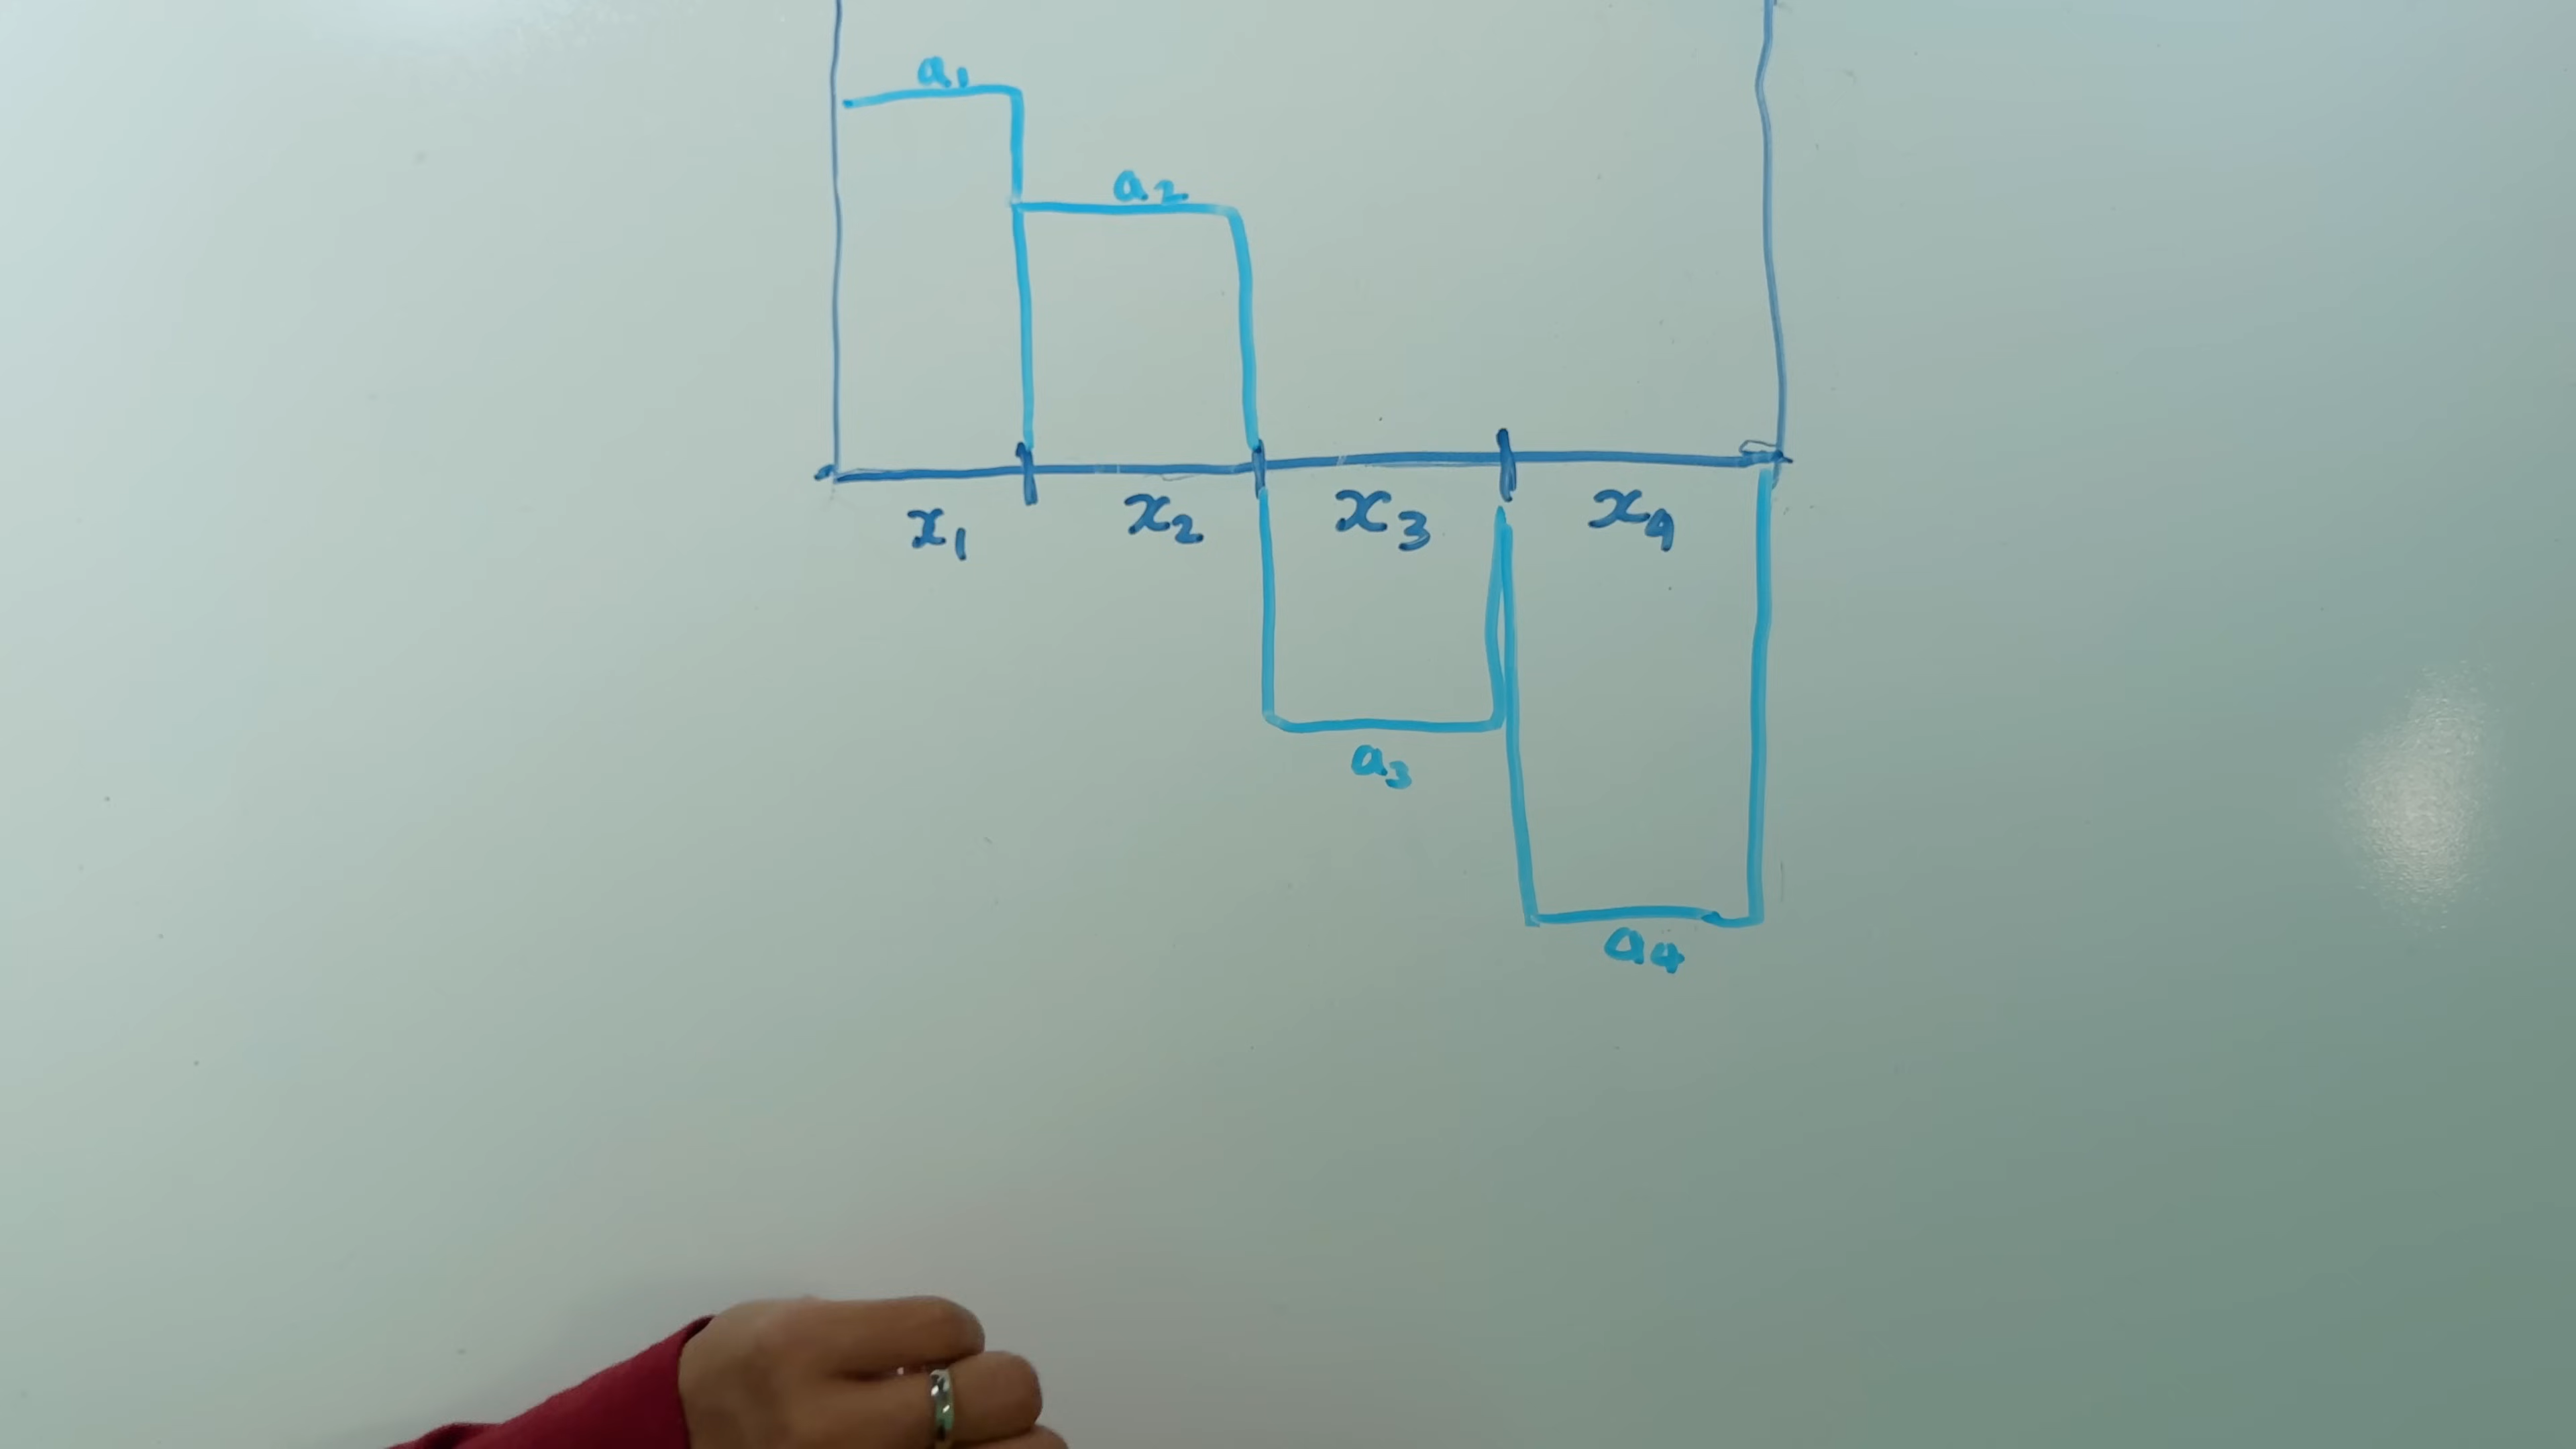 a₁
a₂
x₁ x₂ x₃ x₄
a₃
a₄